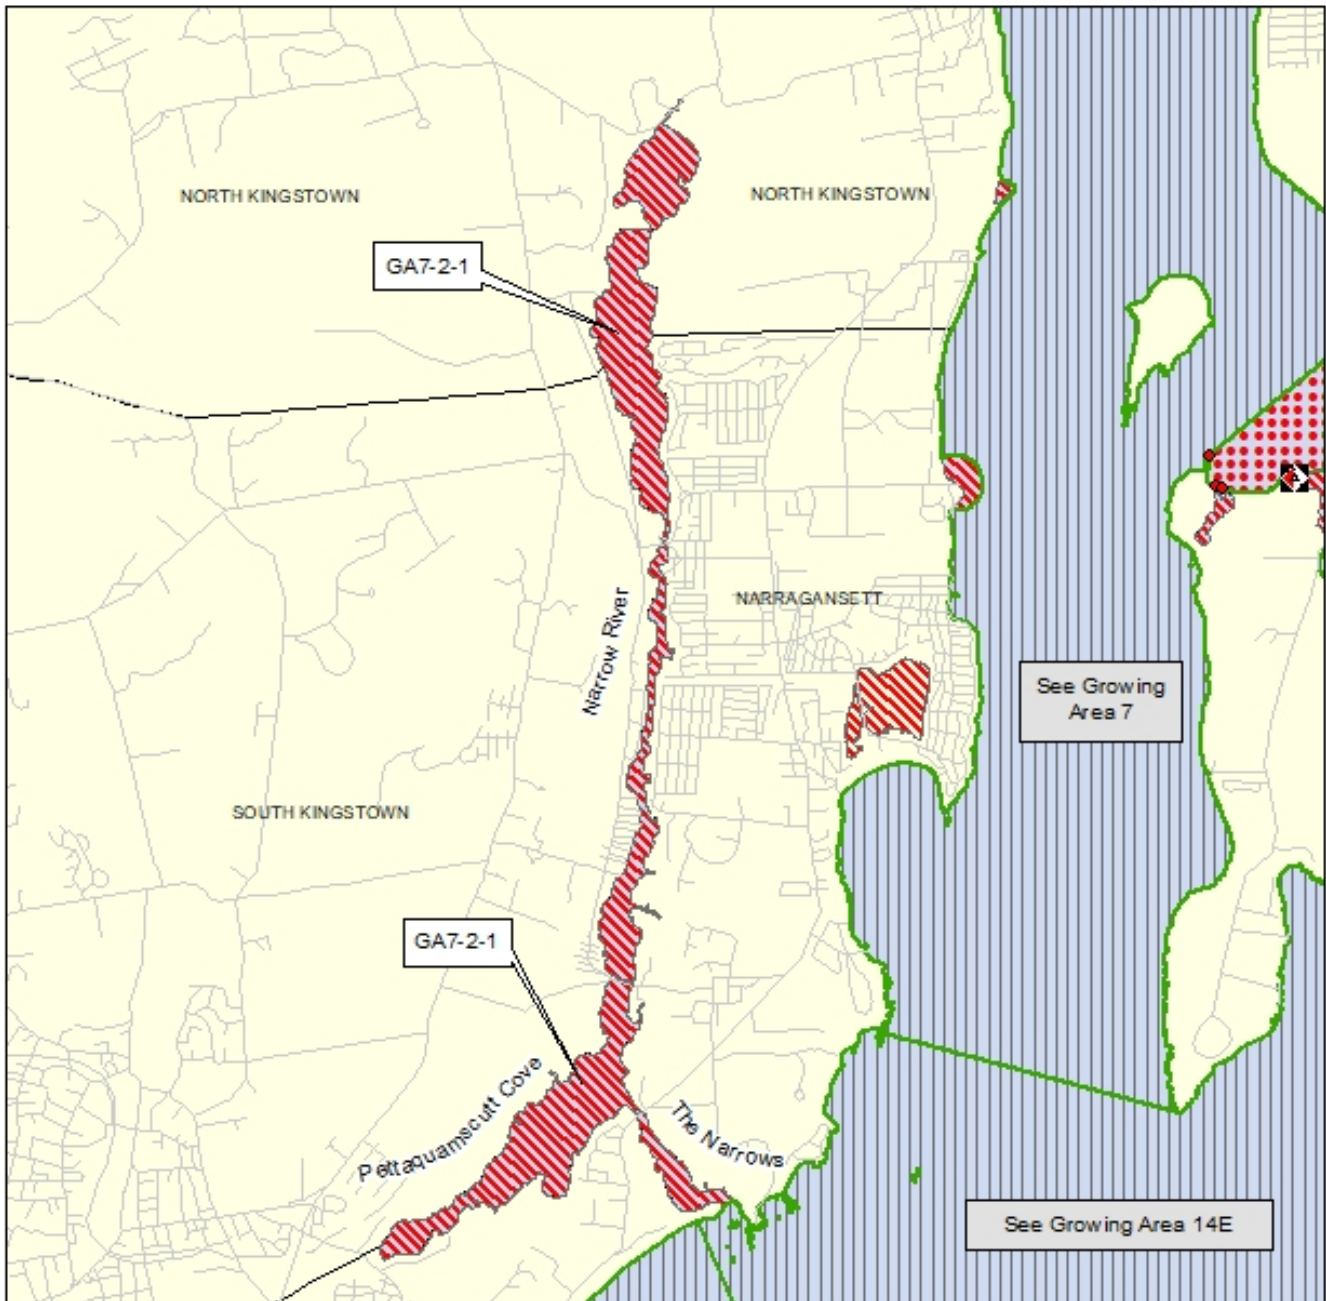 NORTH KINGSTOWN
NORTH KINGSTOWN
GA7-2-1
Narrow River
NARRAGANSETT
See Growing
Area 7
SOUTH KINGSTOWN
GA7-2-1
Pettaquamscutt Cove
The Narrows
See Growing Area 14E